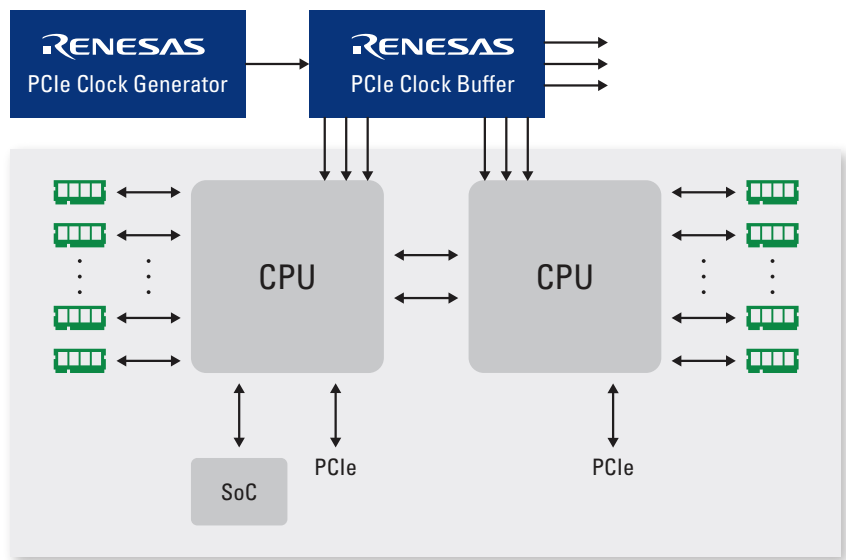 RENESAS
PCIe Clock Generator
RENESAS
PCIe Clock Buffer
CPU
CPU
SoC
PCIe
PCIe